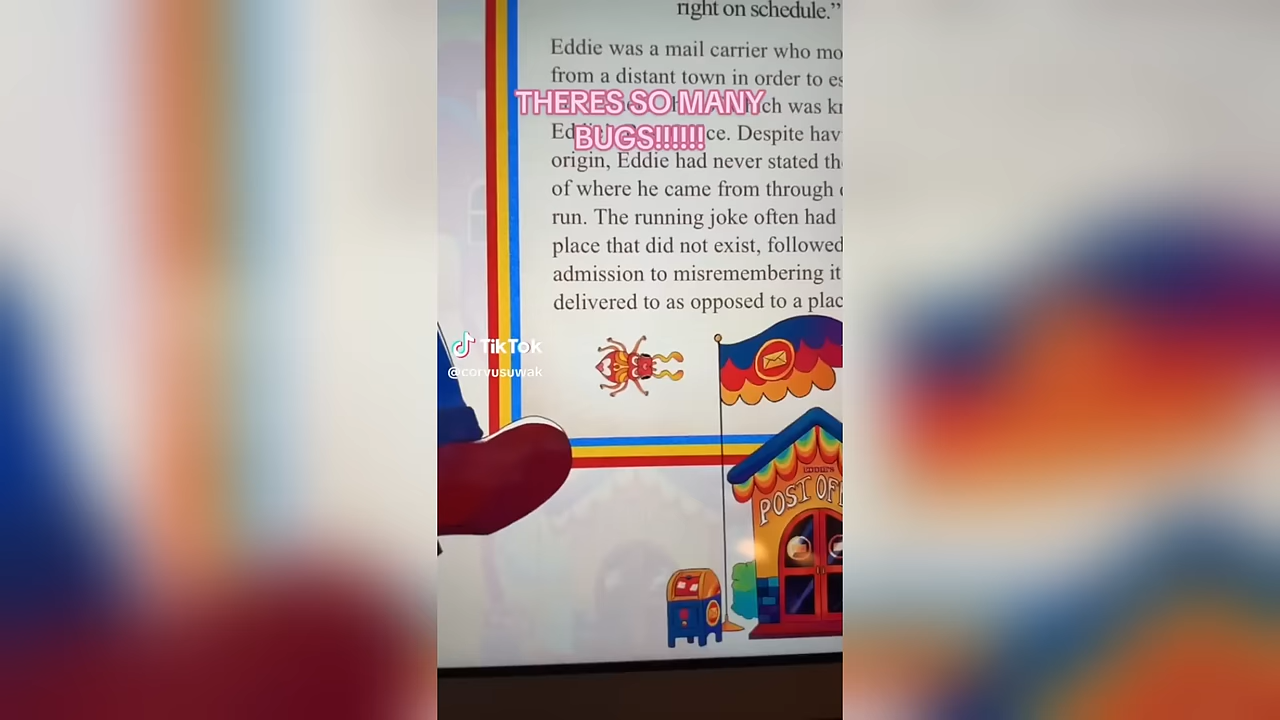 right on schedule.”
Eddie was a mail carrier who mo
from a distant town in order to es
THERES SO MANY
ch was kn
BUGS!!!!!!
Ed
ce. Despite hav
origin, Eddie had never stated th
of where he came from through
run. The running joke often had
place that did not exist, followed
admission to misremembering it
delivered to as opposed to a plac
TikTok
@corvusuwak
POST OF